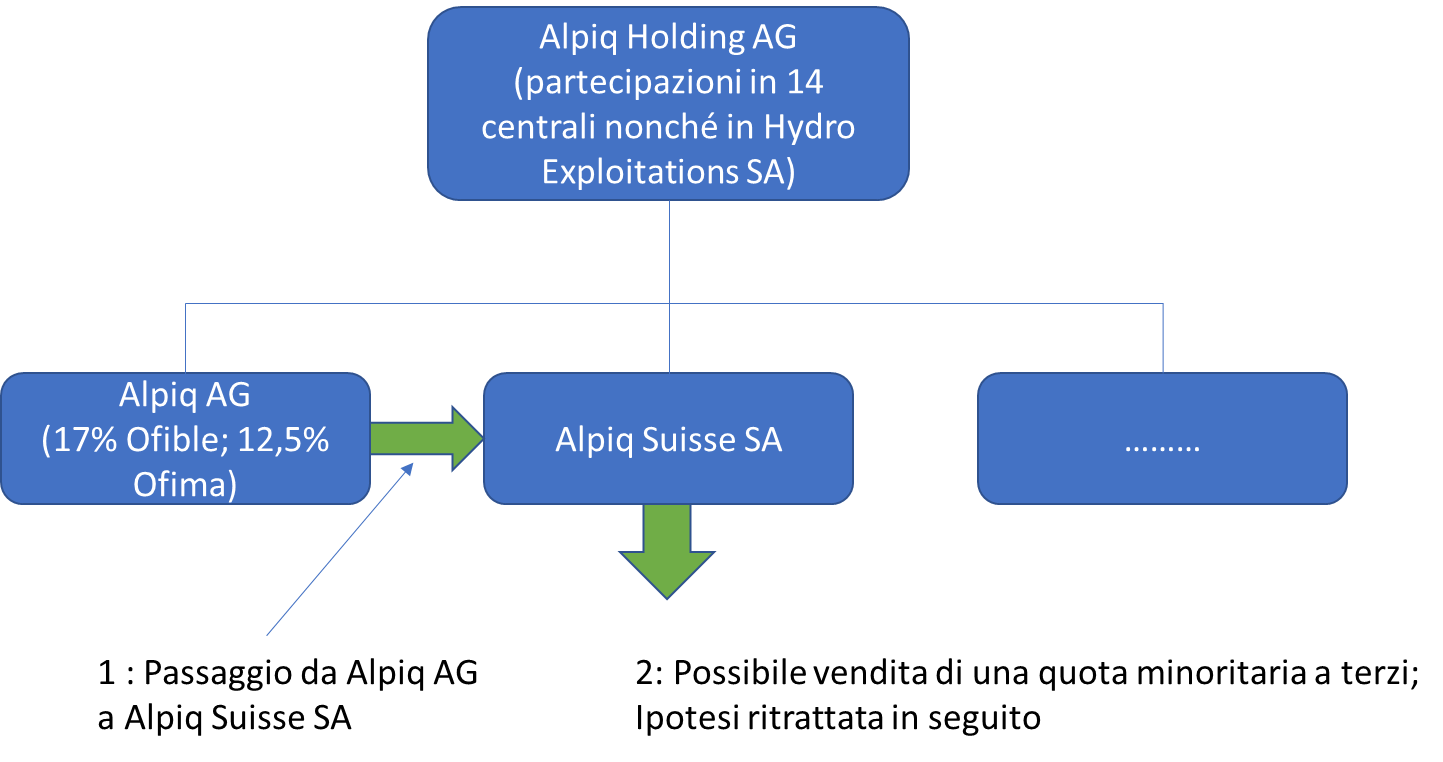 Alpiq Holding AG
(partecipazioni in 14
centrali nonché in Hydro
Exploitations SA)
Alpiq AG
(17% Ofible; 12,5%
Ofima)
Alpiq Suisse SA
………
1 : Passaggio da Alpiq AG
a Alpiq Suisse SA
2: Possibile vendita di una quota minoritaria a terzi;
Ipotesi ritrattata in seguito